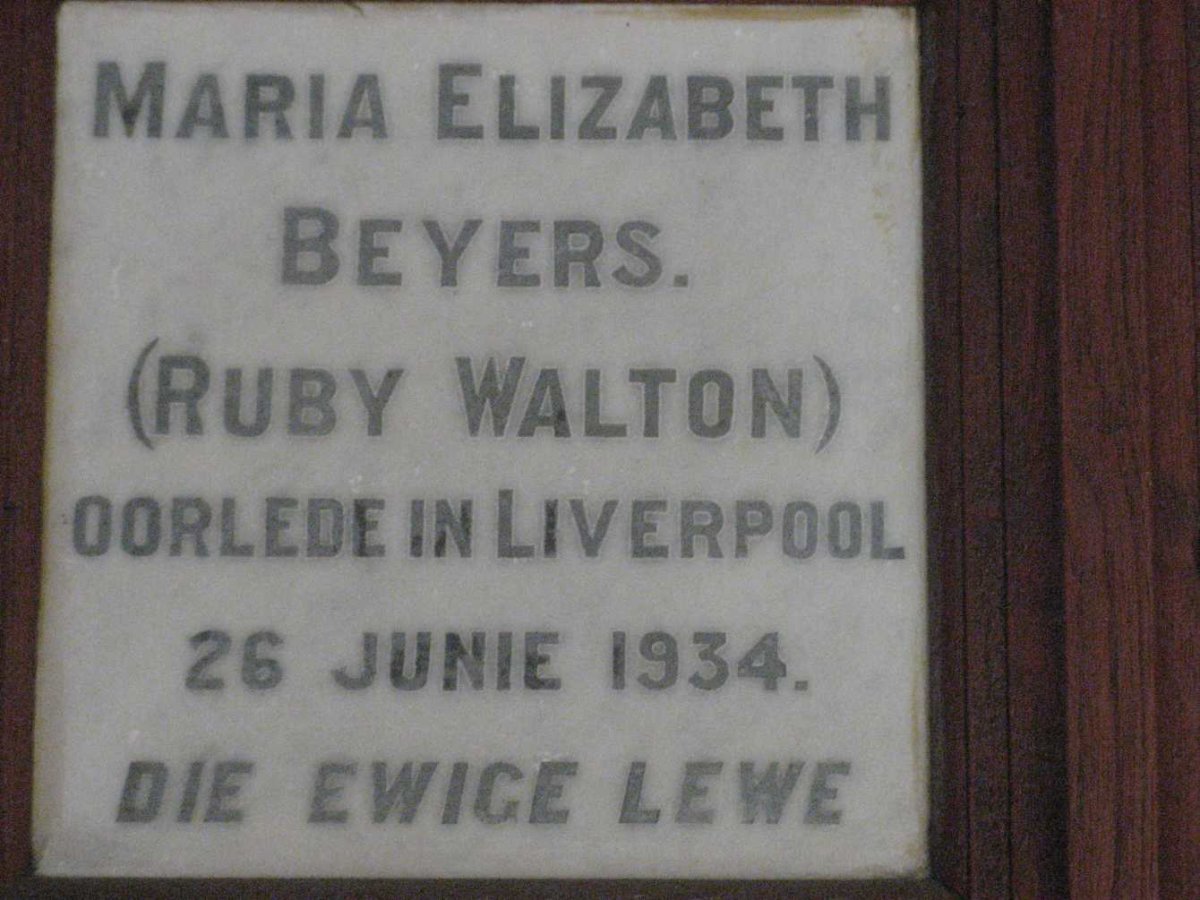 MARIA ELIZABETH
BEYERS.
(RUBY WALTON)
OORLEDE IN LIVERPOOL
26 JUNIE 1934.
DIE EWIGE LEWE